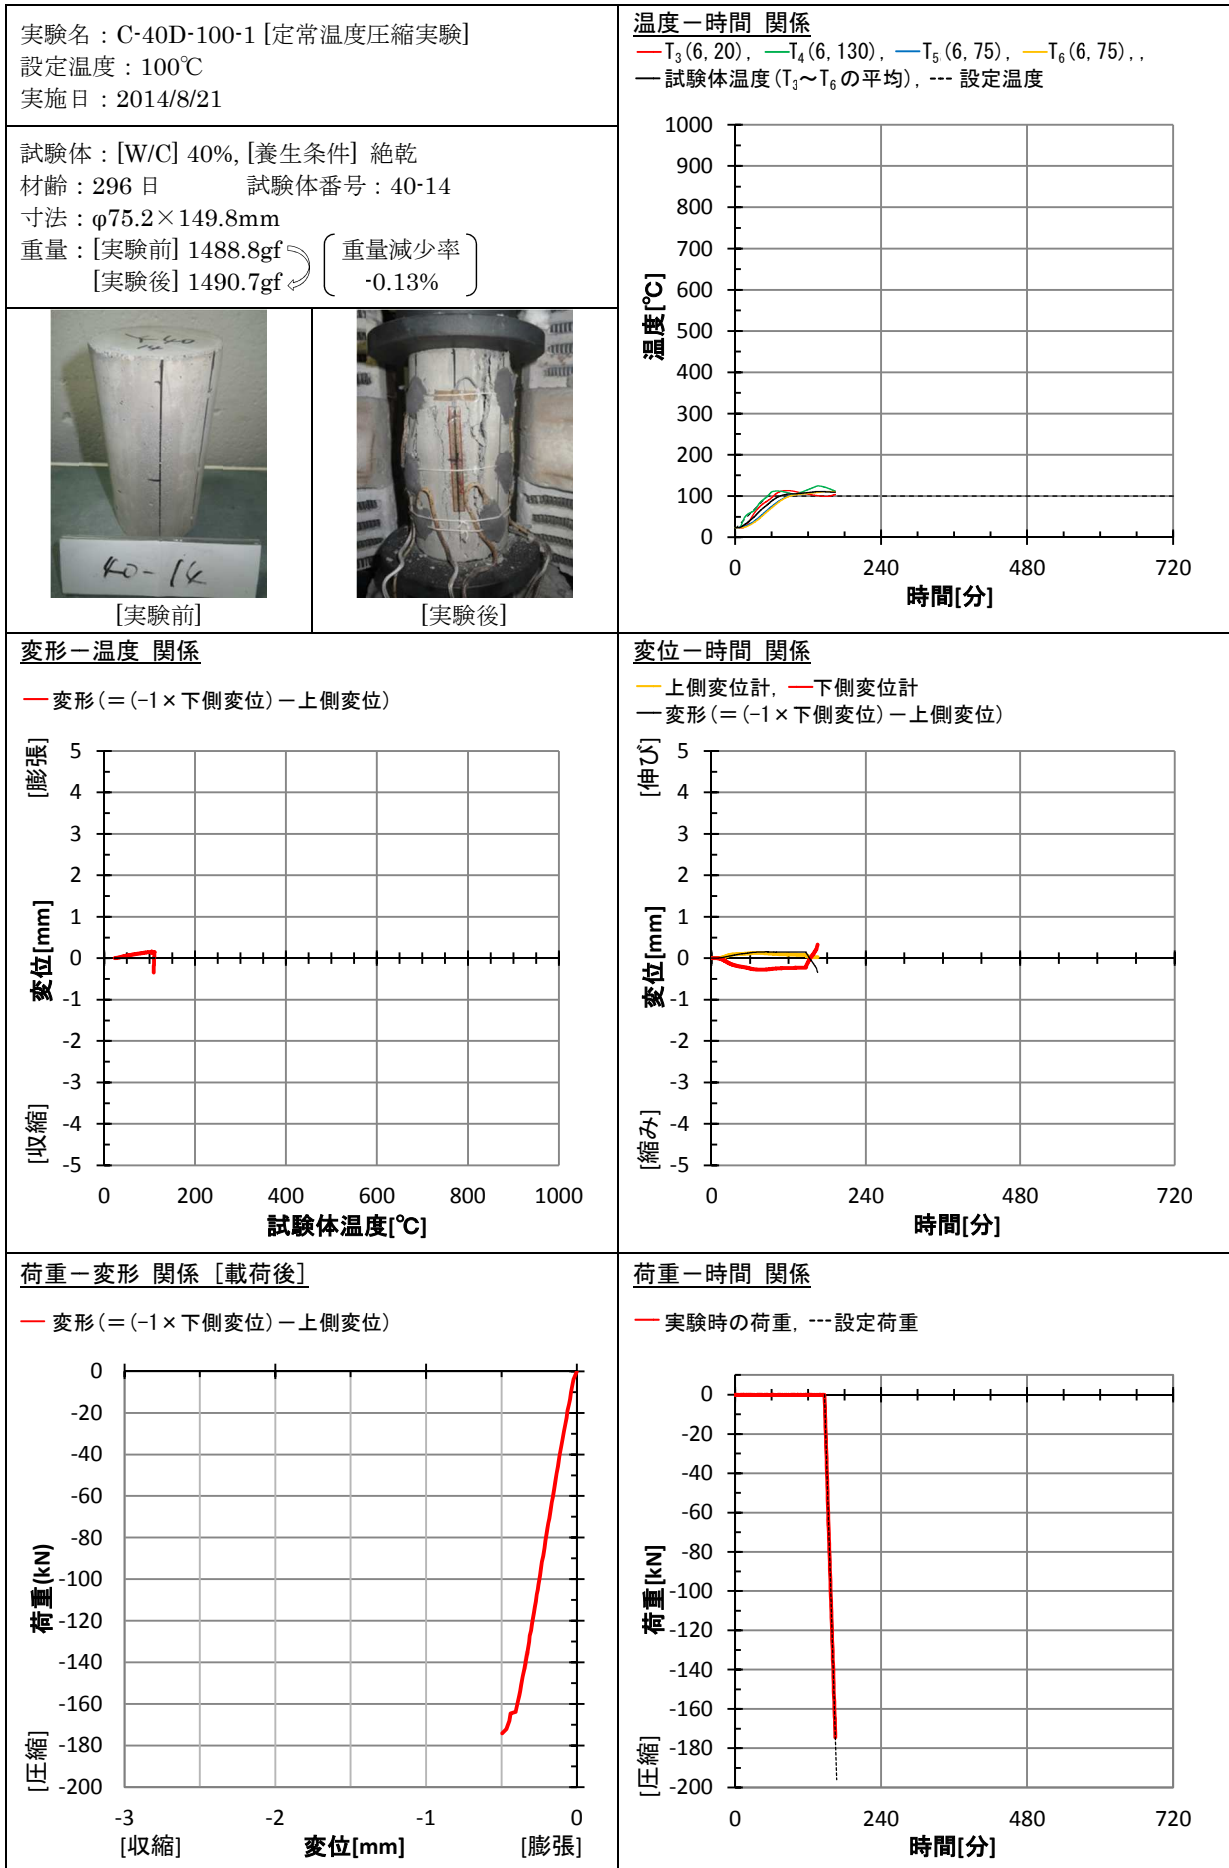 実験名：C-40D-100-1 [定常温度圧縮実験]
設定温度：100℃
実施日：2014/8/21
試験体：[W/C] 40%, [養生条件] 絶乾
材齢：296 日　試験体番号：40-14
寸法：φ75.2×149.8mm
重量：[実験前] 1488.8gf
[実験後] 1490.7gf
重量減少率
-0.13%
40
14
40-14
[実験前]
[実験後]
温度－時間 関係
T3(6, 20), T4(6, 130), T5(6, 75), T6(6, 75),,
試験体温度(T3～T6の平均), --- 設定温度
1000
900
800
700
600
500
400
300
200
100
0
温度[℃]
0 240 480 720
時間[分]
変形－温度 関係
変形(＝(-1×下側変位)－上側変位)
[膨張]
5
4
3
2
1
0
-1
-2
-3
-4
-5
変位[mm]
[収縮]
0 200 400 600 800 1000
試験体温度[℃]
変位－時間 関係
上側変位計, 下側変位計
変形(＝(-1×下側変位)－上側変位)
[伸び]
5
4
3
2
1
0
-1
-2
-3
-4
-5
変位[mm]
[縮み]
0 240 480 720
時間[分]
荷重－変形 関係 [載荷後]
変形(＝(-1×下側変位)－上側変位)
0
-20
-40
-60
-80
-100
-120
-140
-160
-180
-200
荷重(kN)
[圧縮]
-3 -2 -1 0
[収縮] 変位[mm] [膨張]
荷重－時間 関係
実験時の荷重, ---設定荷重
0
-20
-40
-60
-80
-100
-120
-140
-160
-180
-200
荷重[kN]
[圧縮]
0 240 480 720
時間[分]